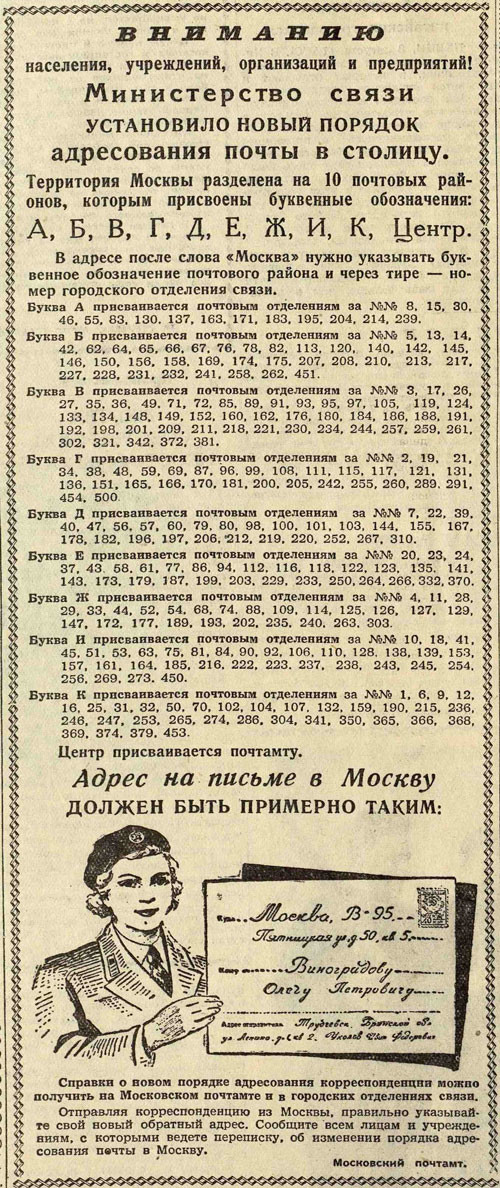 ВНИМАНИЮ
населения, учреждений, организаций и предприятий!
Министерство связи
УСТАНОВИЛО НОВЫЙ ПОРЯДОК
адресования почты в столицу.
Территория Москвы разделена на 10 почтовых рай-
онов, которым присвоены буквенные обозначения:
А, Б, В, Г, Д, Е, Ж, И, К, Центр.
В адресе после слова «Москва» нужно указывать бук-
венное обозначение почтового района и через тире — но-
мер городского отделения связи.
Буква А присваивается почтовым отделениям за №№ 8, 15, 30,
46, 55, 83, 130. 137, 163, 171, 183, 195, 204, 214, 239.
Буква Б присваивается почтовым отделениям за №№ 5, 13, 14,
42, 62, 64, 65, 66, 67, 76, 78, 82, 113, 120, 140, 142, 145,
146, 150, 156, 158, 169, 174, 175, 207, 208, 210, 213, 217,
227, 228, 231, 232, 241, 258, 262, 451.
Буква В присваивается почтовым отделениям за №№ 3, 17, 26,
27, 35, 36, 49, 71, 72, 85, 89, 91, 93, 95, 97, 105, 119, 124,
133, 134, 148, 149, 152, 160, 162, 176, 180, 184, 186, 188, 191,
192, 198, 201, 209, 211, 218, 221, 230, 234, 244, 257, 259, 261,
302, 321, 342, 372, 381.
Буква Г присваивается почтовым отделениям за №№ 2, 19, 21,
34, 38, 48, 59, 69, 87, 96, 99, 108, 111, 115, 117, 121, 131,
136, 151, 165, 166, 170, 181, 200, 205, 242, 255, 260, 289. 291,
454, 500.
Буква Д присваивается почтовым отделениям за №№ 7, 22, 39,
40, 47, 56, 57, 60, 79, 80, 98, 100, 101, 103, 144, 155, 167,
178, 182, 196, 197, 206, 212, 219, 220, 252, 267, 310.
Буква Е присваивается почтовым отделениям за №№ 20, 23, 24,
37, 43, 58, 61, 77, 86, 94, 112, 116, 118, 122, 123, 135, 141,
143, 173, 179, 187, 199, 203, 229, 233, 250, 264, 266, 332, 370.
Буква Ж присваивается почтовым отделениям за №№ 4, 11, 28,
29, 33, 44, 52, 54, 68, 74, 88, 109, 114, 125, 126, 127, 129,
147, 172, 177, 189, 193, 202, 235, 240, 263, 303.
Буква И присваивается почтовым отделениям за №№ 10, 18, 41,
45, 51, 53, 63, 75, 81, 84, 90, 92, 106, 110, 128, 138, 139, 153,
157, 161, 164, 185, 216, 222, 223, 237, 238, 243, 245, 254,
256, 269, 273, 450.
Буква К присваивается почтовым отделениям за №№ 1, 6, 9, 12,
16, 25, 31, 32, 50, 70, 102, 104, 107, 132, 159, 190, 215, 236,
246, 247, 253, 265, 274, 286, 304, 341, 350, 365, 366, 368,
369, 374, 379, 453.
Центр присваивается почтамту.
Адрес на письме в Москву
ДОЛЖЕН БЫТЬ ПРИМЕРНО ТАКИМ:
Москва, В-95
Пятницкая ул. д 50, кв 5
Виноградову
Олегу Петровичу
Адрес отправителя Трубчевск, Брянской об
ул. Ленина, д. 1, кв 2.
Справки о новом порядке адресования корреспонденции можно
получить на Московском почтамте и в городских отделениях связи.
Отправляя корреспонденцию из Москвы, правильно указывай-
те свой новый обратный адрес. Сообщите всем лицам и учрежде-
ниям, с которыми ведете переписку, об изменении порядка адре-
сования почты в Москву.
Московский почтамт.